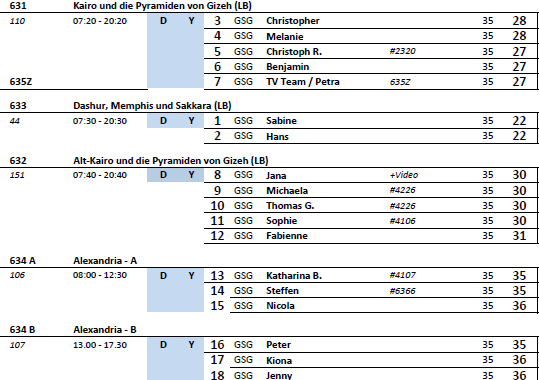 631 Kairo und die Pyramiden von Gizeh (LB)
110 07:20 - 20:20 D Y 3 GSG Christopher 35 28
4 GSG Melanie 35 28
5 GSG Christoph R. #2320 35 27
6 GSG Benjamin 35 27
635Z 7 GSG TV Team / Petra 635Z 35 27
633 Dashur, Memphis und Sakkara (LB)
44 07:30 - 20:30 D Y 1 GSG Sabine 35 22
2 GSG Hans 35 22
632 Alt-Kairo und die Pyramiden von Gizeh (LB)
151 07:40 - 20:40 D Y 8 GSG Jana +Video 35 30
9 GSG Michaela #4226 35 30
10 GSG Thomas G. #4226 35 30
11 GSG Sophie #4106 35 30
12 GSG Fabienne 35 31
634 A Alexandria - A
106 08:00 - 12:30 D Y 13 GSG Katharina B. #4107 35 35
14 GSG Steffen #6366 35 35
15 GSG Nicola 35 36
634 B Alexandria - B
107 13.00 - 17.30 D Y 16 GSG Peter 35 35
17 GSG Kiona 35 36
18 GSG Jenny 35 36